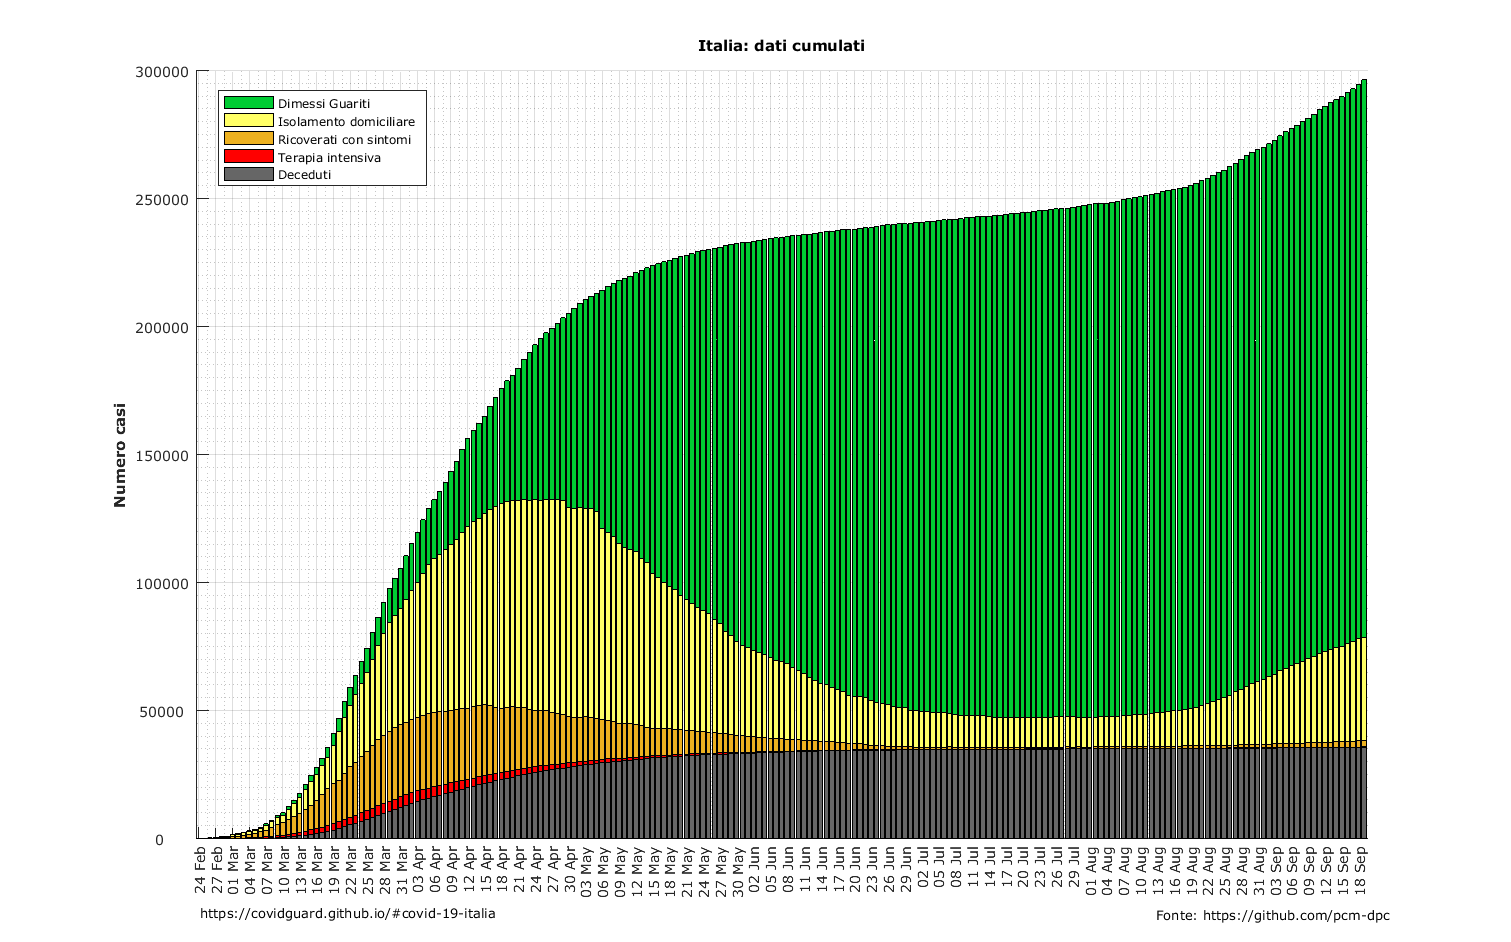 Italia: dati cumulati
300000
250000
200000
150000
100000
50000
0
Numero casi
Dimessi Guariti
Isolamento domiciliare
Ricoverati con sintomi
Terapia intensiva
Deceduti
24 Feb
27 Feb
01 Mar
04 Mar
07 Mar
10 Mar
13 Mar
16 Mar
19 Mar
22 Mar
25 Mar
28 Mar
31 Mar
03 Apr
06 Apr
09 Apr
12 Apr
15 Apr
18 Apr
21 Apr
24 Apr
27 Apr
30 Apr
03 May
06 May
09 May
12 May
15 May
18 May
21 May
24 May
27 May
30 May
02 Jun
05 Jun
08 Jun
11 Jun
14 Jun
17 Jun
20 Jun
23 Jun
26 Jun
29 Jun
02 Jul
05 Jul
08 Jul
11 Jul
14 Jul
17 Jul
20 Jul
23 Jul
26 Jul
29 Jul
01 Aug
04 Aug
07 Aug
10 Aug
13 Aug
16 Aug
19 Aug
22 Aug
25 Aug
28 Aug
31 Aug
03 Sep
06 Sep
09 Sep
12 Sep
15 Sep
18 Sep
https://covidguard.github.io/#covid-19-italia
Fonte: https://github.com/pcm-dpc